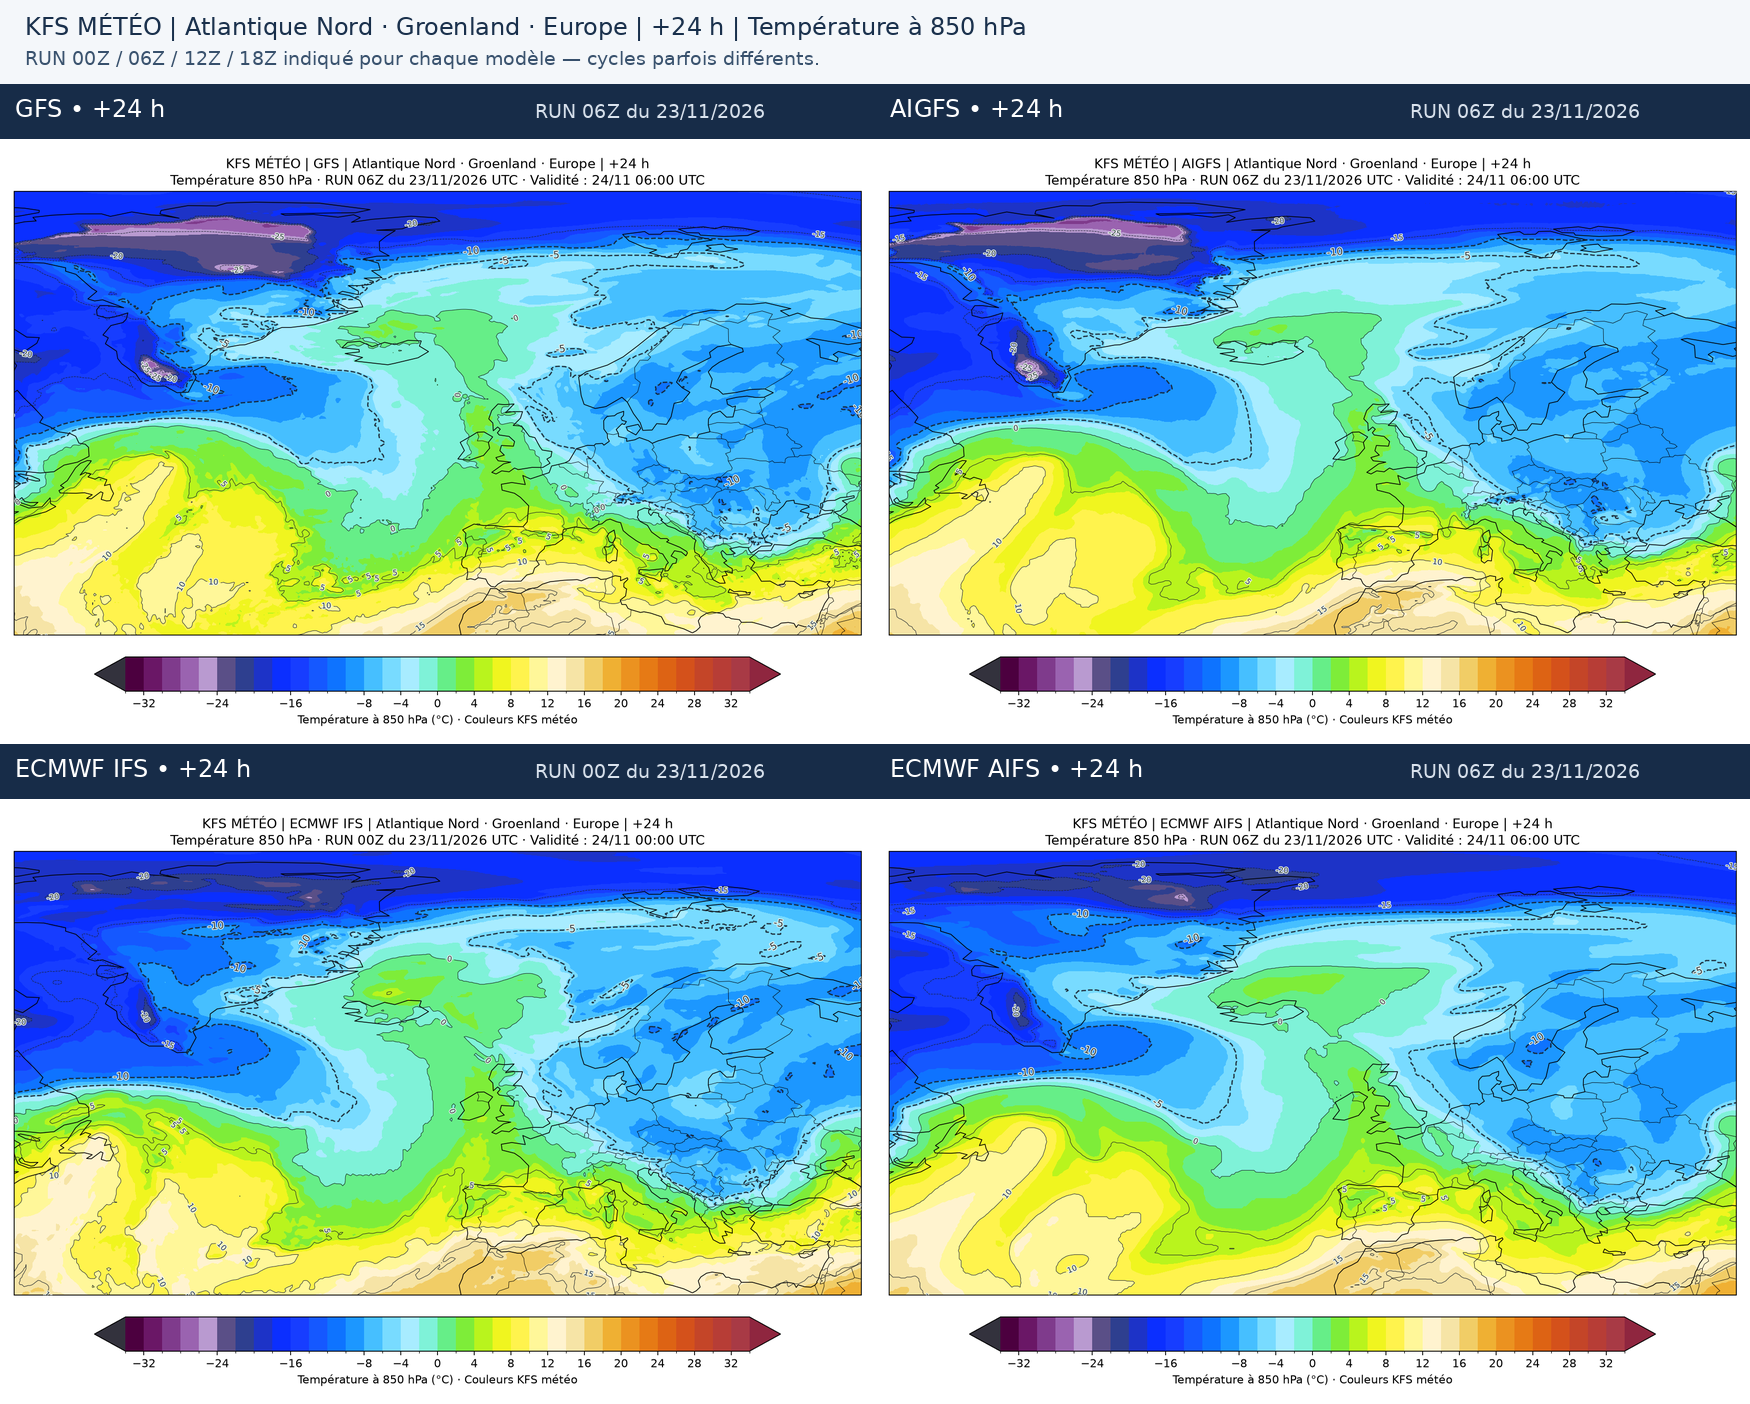 KFS MÉTÉO | Atlantique Nord · Groenland · Europe | +24 h | Température à 850 hPa
RUN 00Z / 06Z / 12Z / 18Z indiqué pour chaque modèle — cycles parfois différents.
GFS • +24 h
RUN 06Z du 23/11/2026
KFS MÉTÉO | GFS | Atlantique Nord · Groenland · Europe | +24 h
Température 850 hPa · RUN 06Z du 23/11/2026 UTC · Validité : 24/11 06:00 UTC
−32 −24 −16 −8 −4 0 4 8 12 16 20 24 28 32
Température à 850 hPa (°C) · Couleurs KFS météo
AIGFS • +24 h
RUN 06Z du 23/11/2026
KFS MÉTÉO | AIGFS | Atlantique Nord · Groenland · Europe | +24 h
Température 850 hPa · RUN 06Z du 23/11/2026 UTC · Validité : 24/11 06:00 UTC
−32 −24 −16 −8 −4 0 4 8 12 16 20 24 28 32
Température à 850 hPa (°C) · Couleurs KFS météo
ECMWF IFS • +24 h
RUN 00Z du 23/11/2026
KFS MÉTÉO | ECMWF IFS | Atlantique Nord · Groenland · Europe | +24 h
Température 850 hPa · RUN 00Z du 23/11/2026 UTC · Validité : 24/11 00:00 UTC
−32 −24 −16 −8 −4 0 4 8 12 16 20 24 28 32
Température à 850 hPa (°C) · Couleurs KFS météo
ECMWF AIFS • +24 h
RUN 06Z du 23/11/2026
KFS MÉTÉO | ECMWF AIFS | Atlantique Nord · Groenland · Europe | +24 h
Température 850 hPa · RUN 06Z du 23/11/2026 UTC · Validité : 24/11 06:00 UTC
−32 −24 −16 −8 −4 0 4 8 12 16 20 24 28 32
Température à 850 hPa (°C) · Couleurs KFS météo